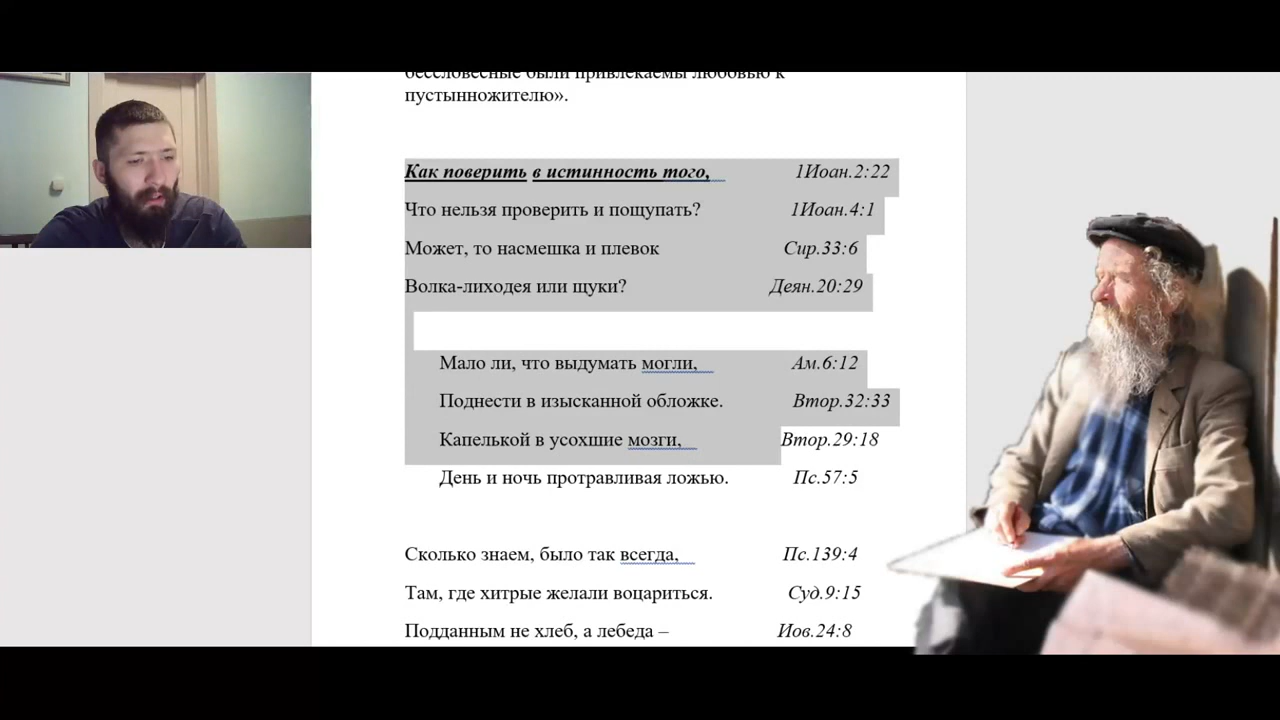 бессловесные были привлекаемы любовью к
пустынножителю».
Как поверить в истинность того, 1Иоан.2:22
Что нельзя проверить и пощупать? 1Иоан.4:1
Может, то насмешка и плевок Сир.33:6
Волка-лиходея или щуки? Деян.20:29
Мало ли, что выдумать могли, Ам.6:12
Поднести в изысканной обложке. Втор.32:33
Капелькой в усохшие мозги, Втор.29:18
День и ночь протравливая ложью. Пс.57:5
Сколько знаем, было так всегда, Пс.139:4
Там, где хитрые желали воцариться. Суд.9:15
Подданным не хлеб, а лебеда – Иов.24:8